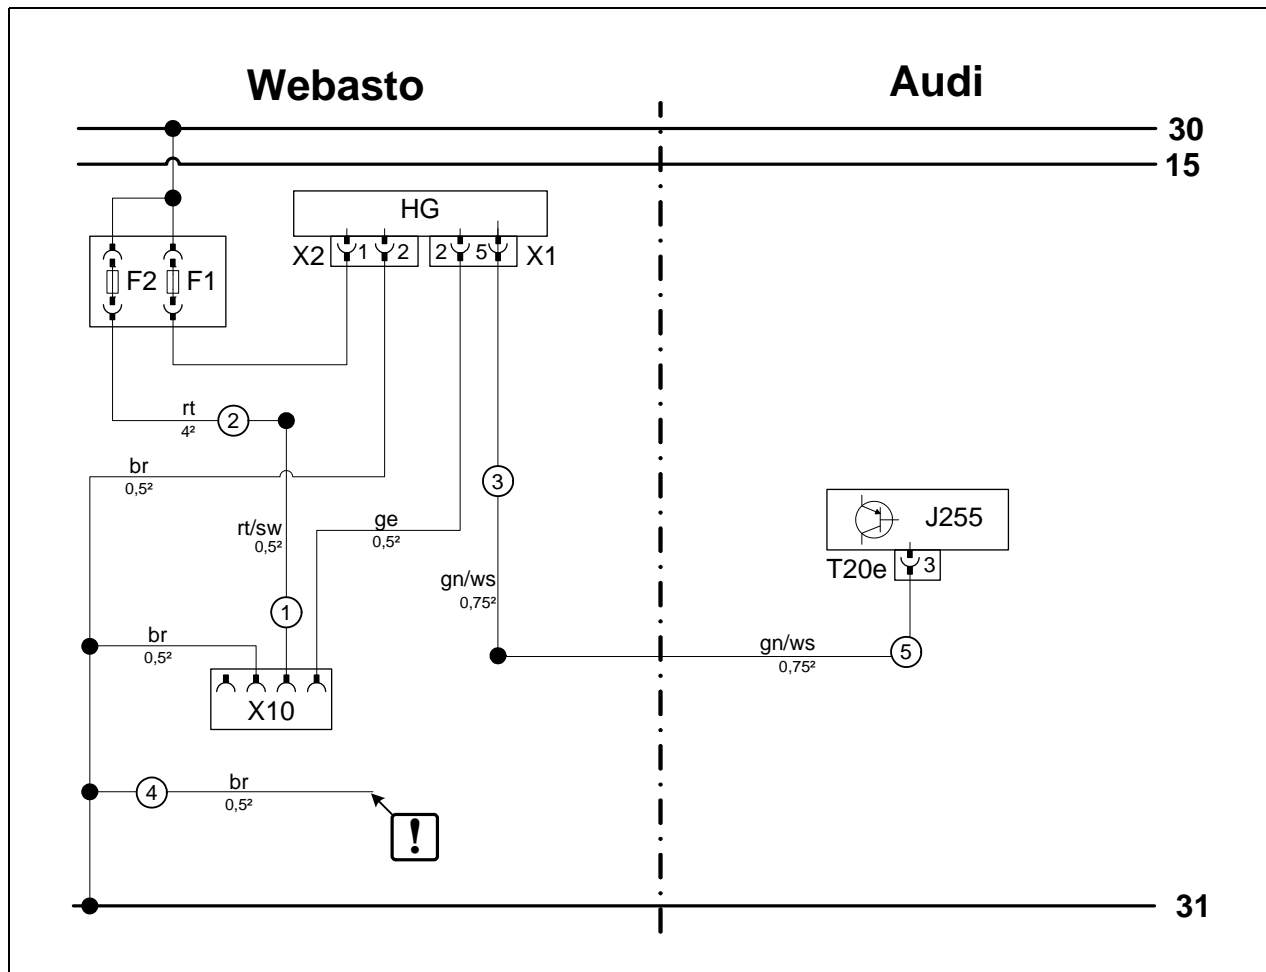 Webasto Audi
30
15
HG
X2 1 2 2 5 X1
F2 F1
rt
4² 2
br
0,5²
3
rt/sw
0,5²
ge
0,5²
J255
T20e 3
gn/ws
0,75²
1
br
0,5²
gn/ws
0,75²
5
X10
4 br
0,5²
!
31